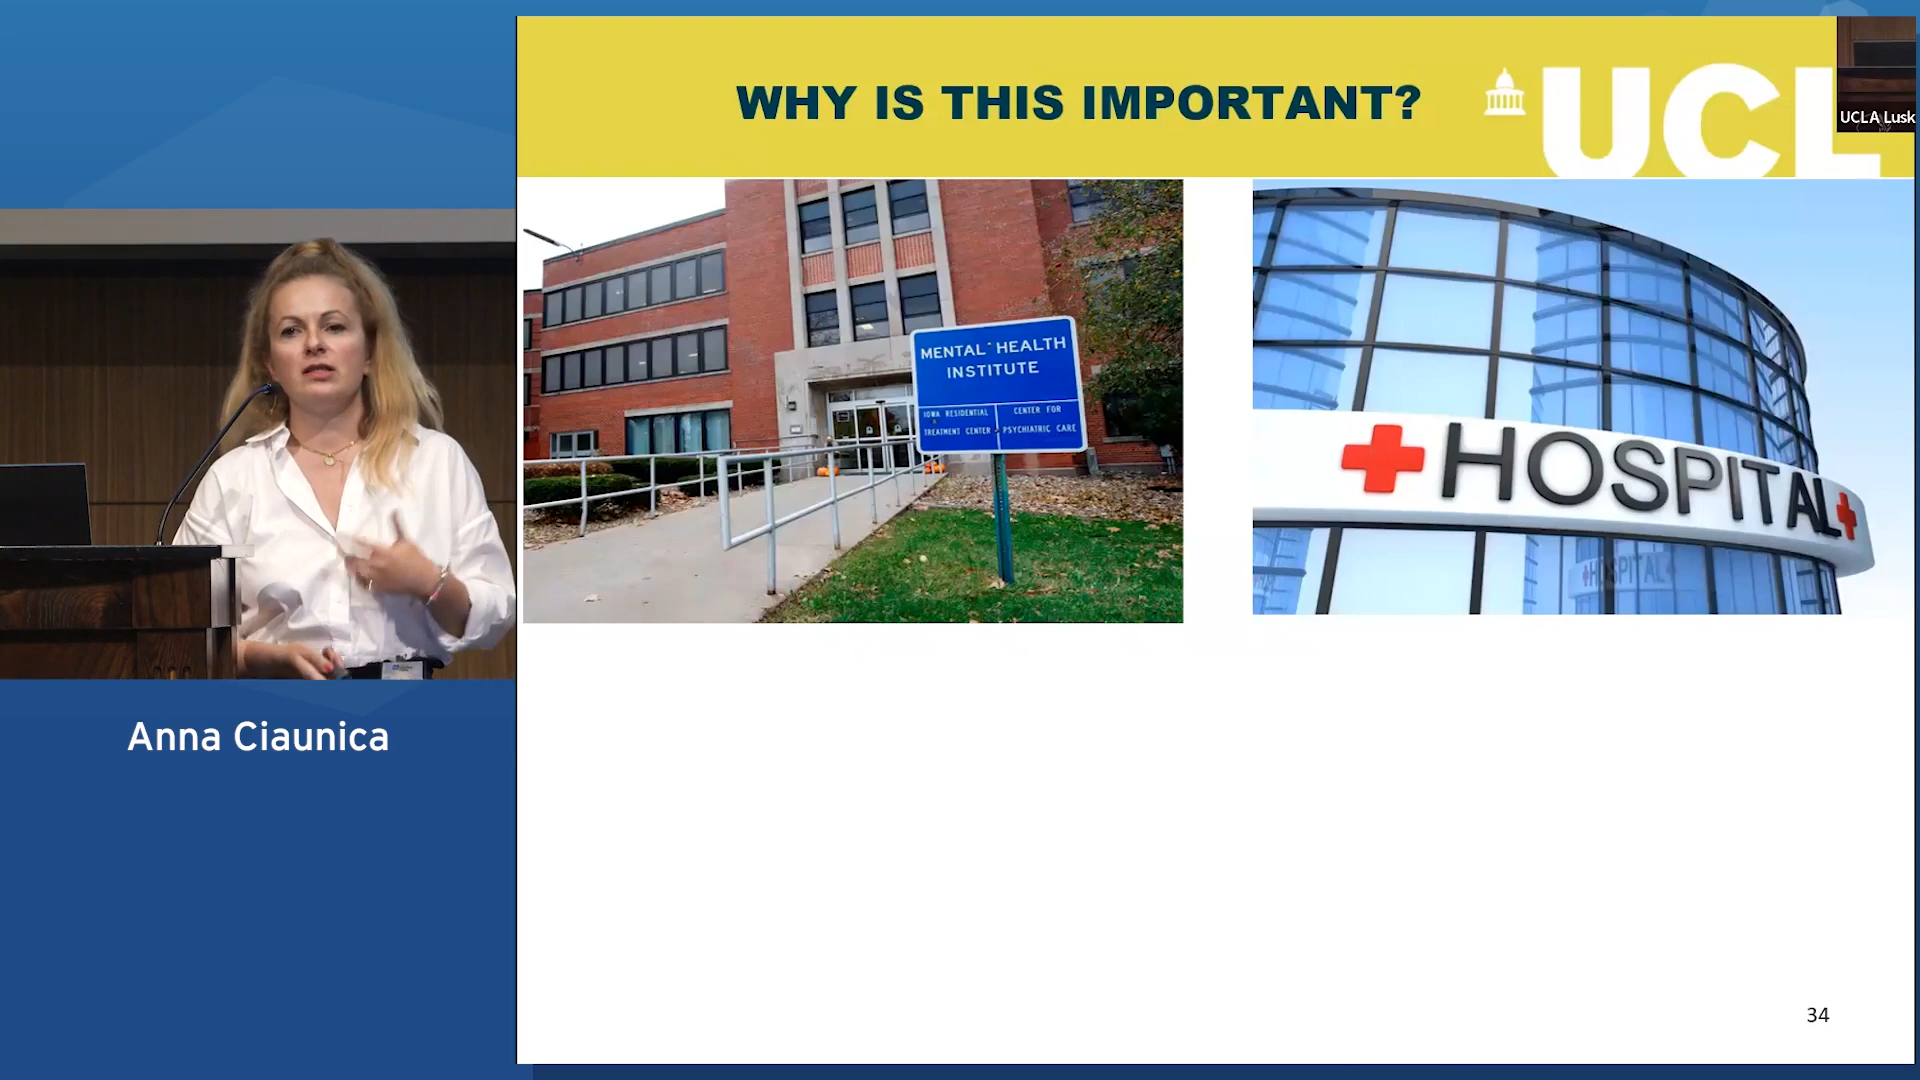 WHY IS THIS IMPORTANT?
UCL
UCLA Lusk
MENTAL HEALTH
INSTITUTE
IOWA RESIDENTIAL
TREATMENT CENTER
CENTER FOR
PSYCHIATRIC CARE
HOSPITAL
HOSPITAL
Anna Ciaunica
34